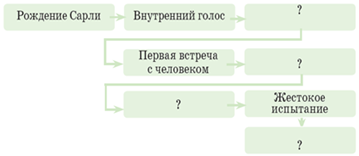 Рождение Сарли
Внутренний голос
?
Первая встреча
с человеком
?
?
Жестокое
испытание
?